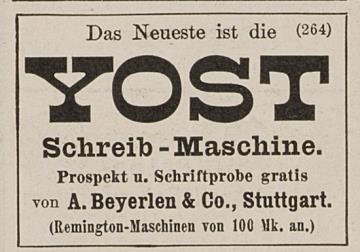 Das Neueste ist die (264)
YOST
Schreib-Maschine.
Prospekt u. Schriftprobe gratis
von A. Beyerlen & Co., Stuttgart.
(Remington-Maschinen von 100 Mk. an.)